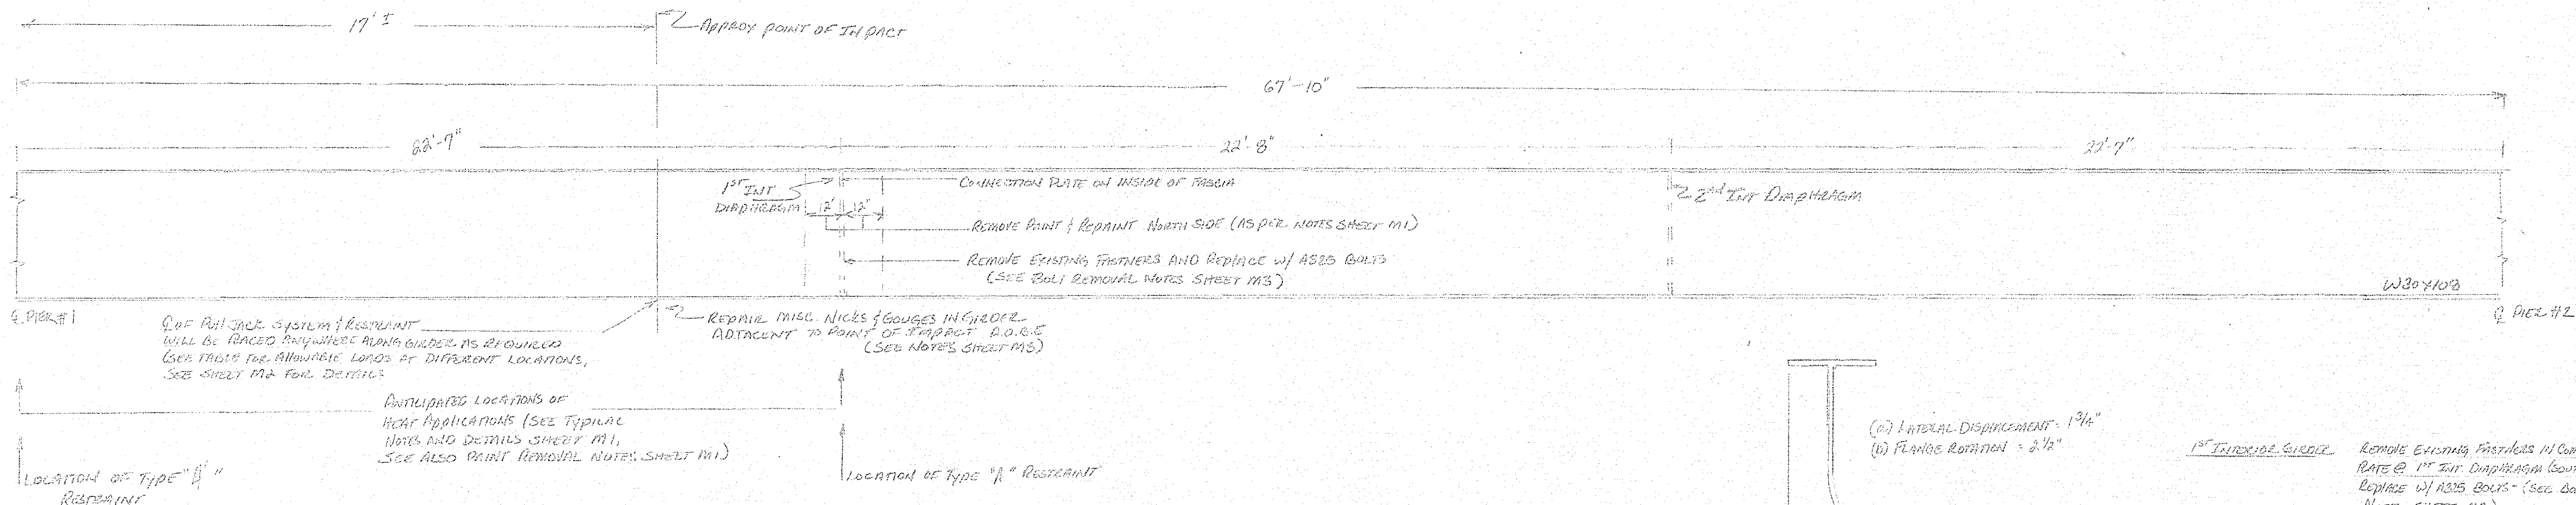 17' ±
APPROX POINT OF IMPACT
67'-10"
22'-7"
22'-8"
22'-7"
1ST INT
DIAPHRAGM
12"
12"
CONNECTION PLATE ON INSIDE OF FASCIA
2nd INT DIAPHRAGM
REMOVE PAINT & REPAINT NORTH SIDE (AS PER NOTES SHEET M1)
REMOVE EXISTING FASTNERS AND REPLACE W/ A325 BOLTS
(SEE BOLT REMOVAL NOTES SHEET M3)
W30X108
℄ PIER #1
℄ PIER #2
℄ OF PULL JACK SYSTEM & RESTRAINT
WILL BE PLACED ANYWHERE ALONG GIRDER AS REQUIRED
(SEE TABLE FOR ALLOWABLE LOADS AT DIFFERENT LOCATIONS,
SEE SHEET M2 FOR DETAILS
REPAIR MISC. NICKS & GOUGES IN GIRDER
ADJACENT TO POINT OF IMPACT
(SEE NOTES SHEET M3)
ANTICIPATED LOCATIONS OF
HEAT APPLICATIONS (SEE TYPICAL
NOTES AND DETAILS SHEET M1,
SEE ALSO PAINT REMOVAL NOTES SHEET M1)
LOCATION OF TYPE "A"
RESTRAINT
LOCATION OF TYPE "A" RESTRAINT
(a) LATERAL DISPLACEMENT = 1 3/4"
(b) FLANGE ROTATION = 2 1/2"
1ST INTERIOR GIRDER
REMOVE EXISTING FASTNERS IN
PLATE @ 1ST INT. DIAPHRAGM
REPLACE W/ A325 BOLTS - (SEE